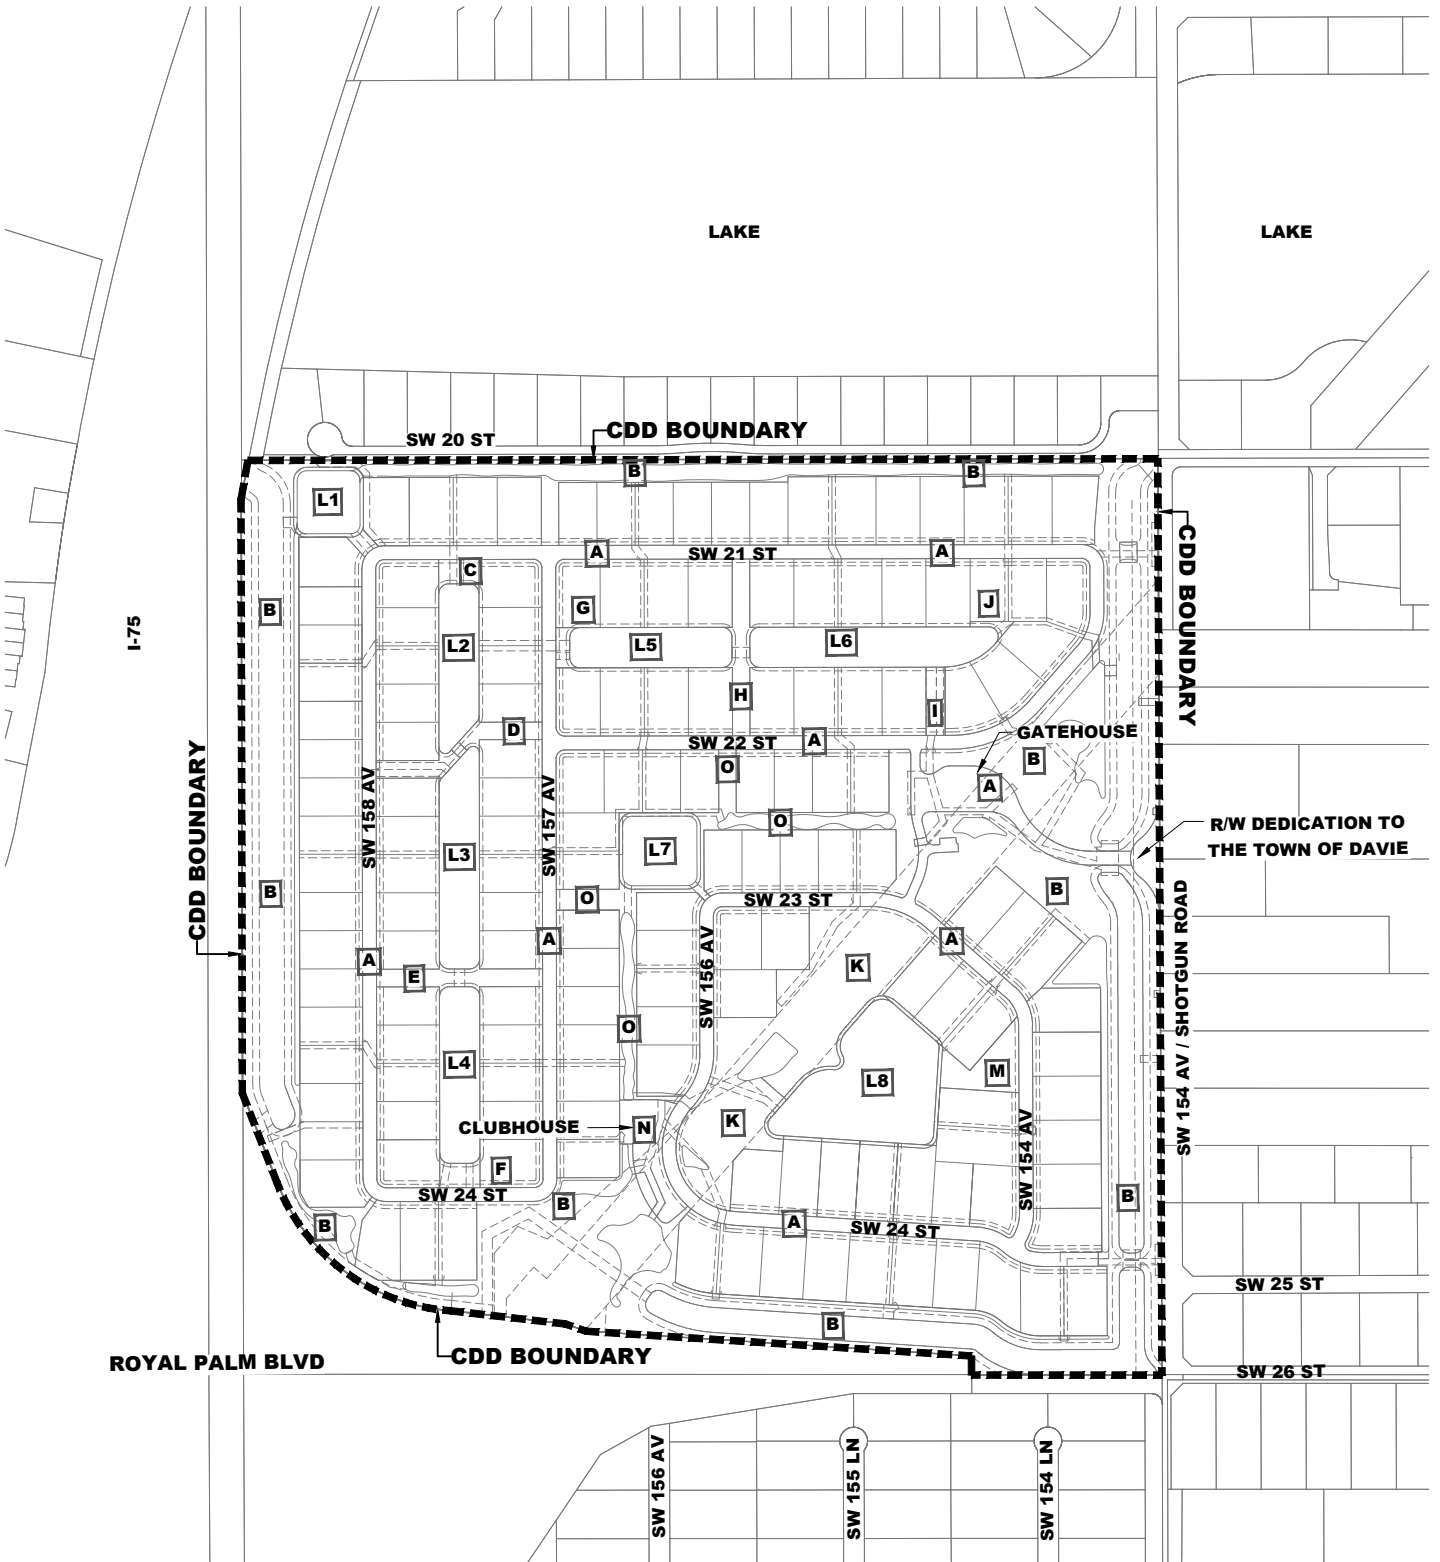 LAKE
LAKE
SW 20 ST
CDD BOUNDARY
B
B
L1
A
SW 21 ST
A
C
CDD BOUNDARY
B
G
J
I-75
L2
L5
L6
H
I
D
SW 22 ST
A
GATEHOUSE
B
O
A
CDD BOUNDARY
SW 158 AV
SW 157 AV
O
R/W DEDICATION TO
THE TOWN OF DAVIE
L3
L7
B
O
SW 23 ST
B
A
A
A
SW 156 AV
K
E
SW 154 AV / SHOTGUN ROAD
O
L4
L8
M
CLUBHOUSE
N
K
SW 154 AV
F
SW 24 ST
B
B
B
A
SW 24 ST
SW 25 ST
B
ROYAL PALM BLVD
CDD BOUNDARY
SW 26 ST
SW 156 AV
SW 155 LN
SW 154 LN